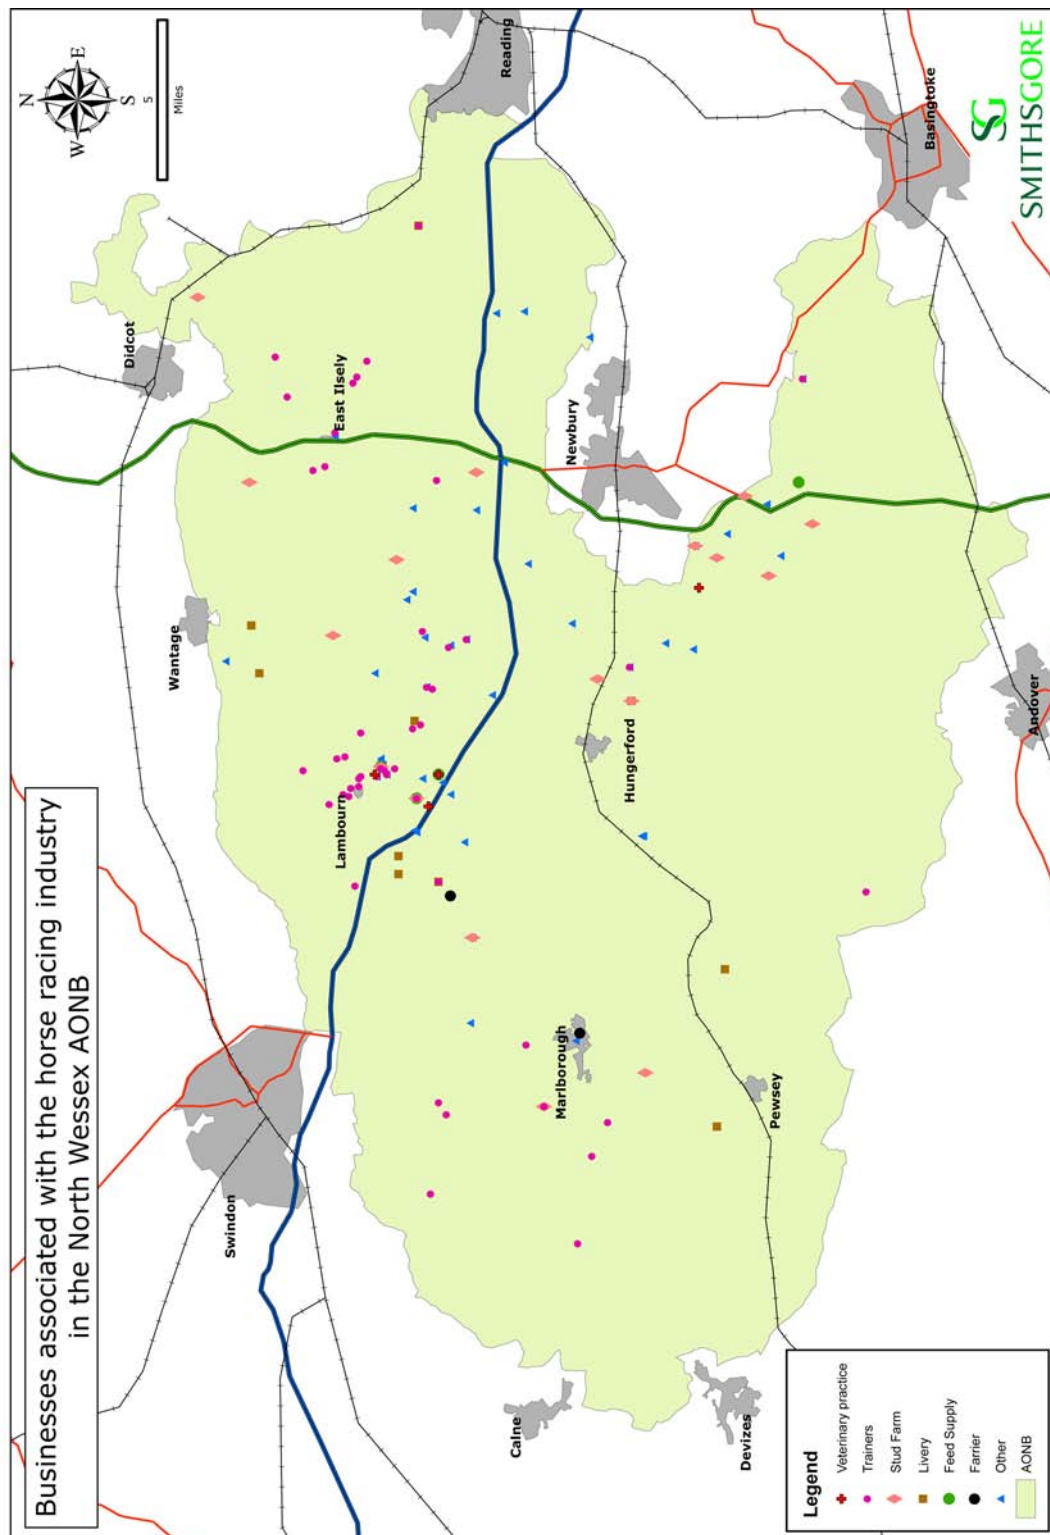 Businesses associated with the horse racing industry
in the North Wessex AONB
N
W
E
S
5
Miles
Reading
Didcot
East Ilsely
Wantage
Newbury
Basingtoke
Lambourn
Hungerford
Andover
Swindon
Marlborough
Pewsey
Calne
Devizes
Legend
Veterinary practice
Trainers
Stud Farm
Livery
Feed Supply
Farrier
Other
AONB
SG
SMITHSGORE